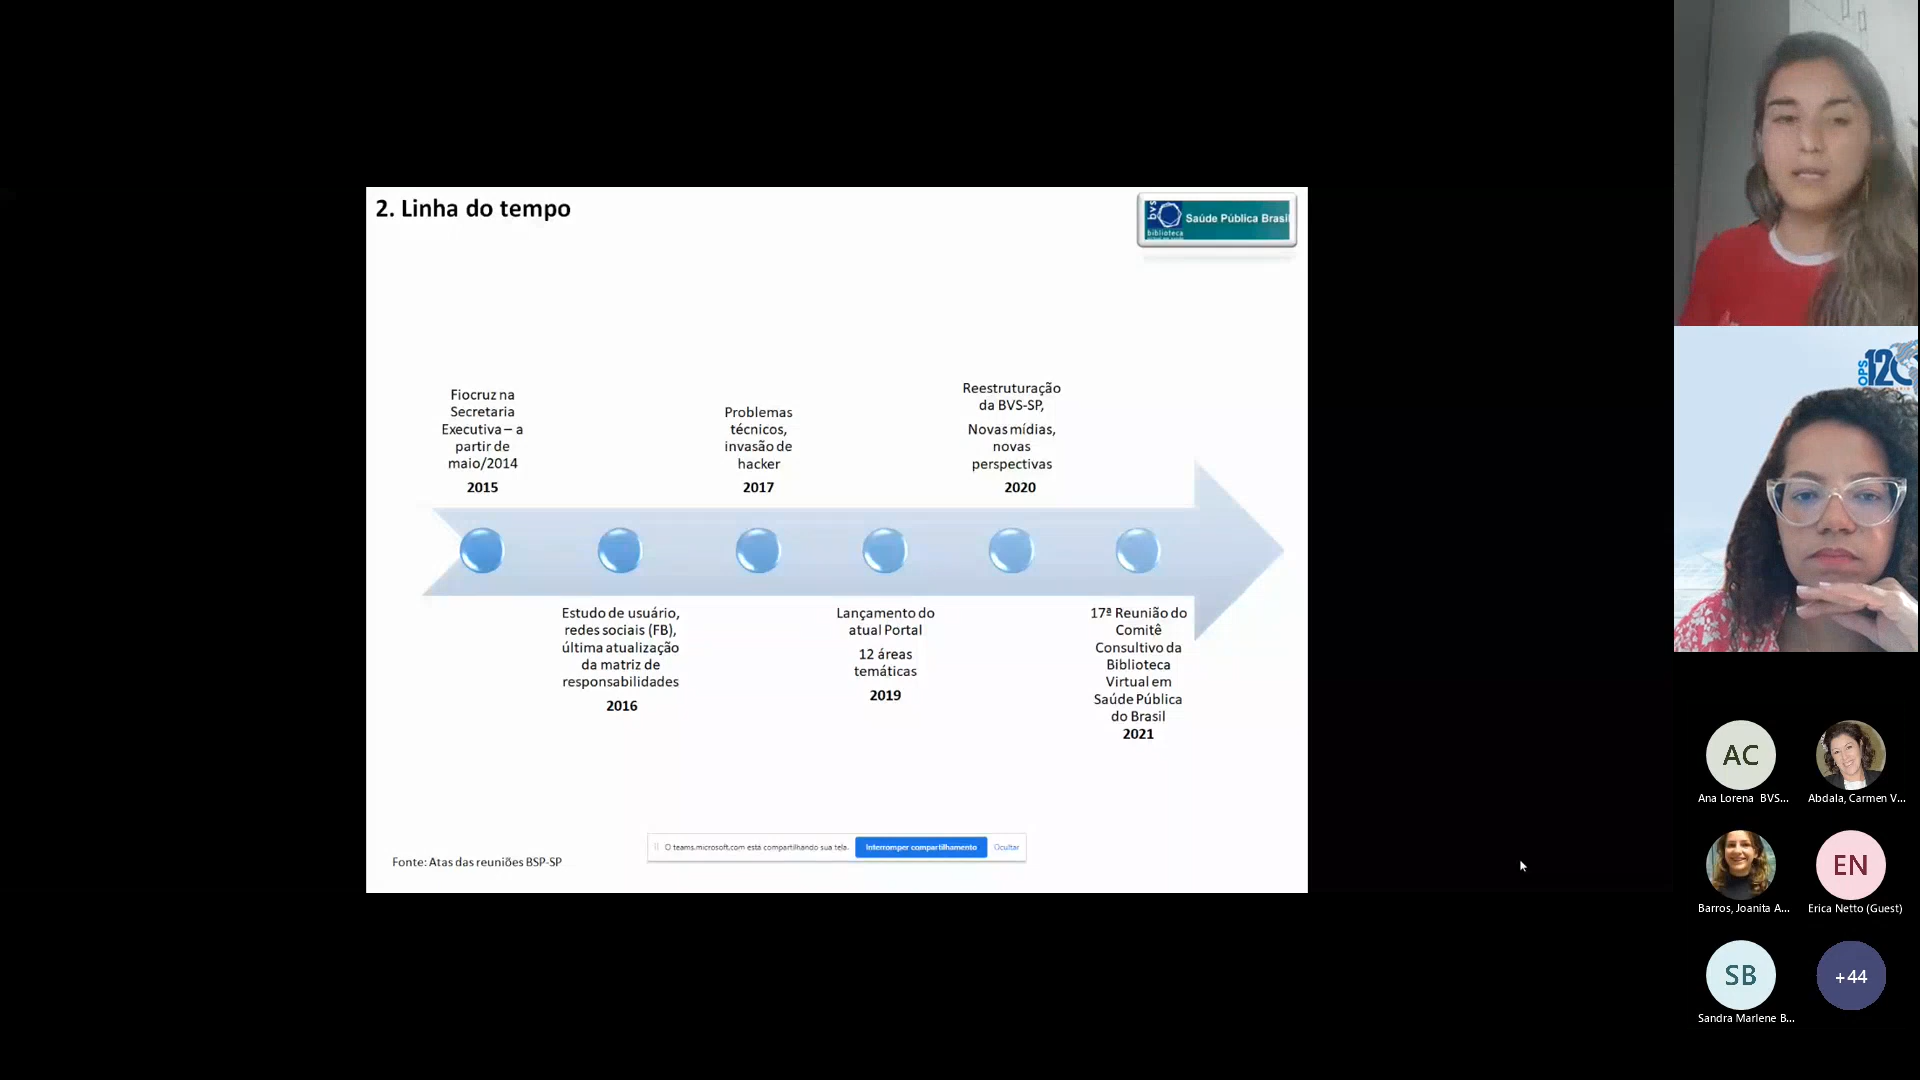 2. Linha do tempo
bvs
biblioteca
Saúde Pública Brasil
Fiocruz na
Secretaria
Executiva – a
partir de
maio/2014
2015
Problemas
técnicos,
invasão de
hacker
2017
Reestruturação
da BVS-SP,
Novas mídias,
novas
perspectivas
2020
Estudo de usuário,
redes sociais (FB),
última atualização
da matriz de
responsabilidades
2016
Lançamento do
atual Portal
12 áreas
temáticas
2019
17ª Reunião do
Comitê
Consultivo da
Biblioteca
Virtual em
Saúde Pública
do Brasil
2021
Fonte: Atas das reuniões BSP-SP
O teams.microsoft.com está compartilhando sua tela.
Interromper compartilhamento
Ocultar
OPS
120
AC
Ana Lorena BVS...
Abdala, Carmen V...
Barros, Joanita A...
EN
Erica Netto (Guest)
SB
Sandra Marlene B...
+44